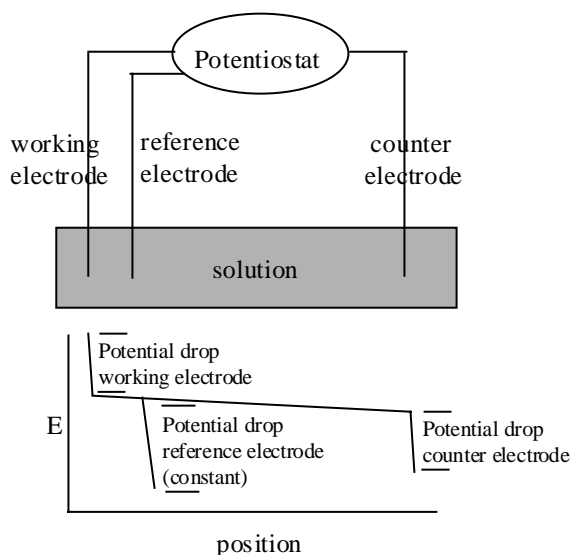 Potentiostat
working
electrode
reference
electrode
counter
electrode
solution
Potential drop
working electrode
E
Potential drop
reference electrode
(constant)
Potential drop
counter electrode
position